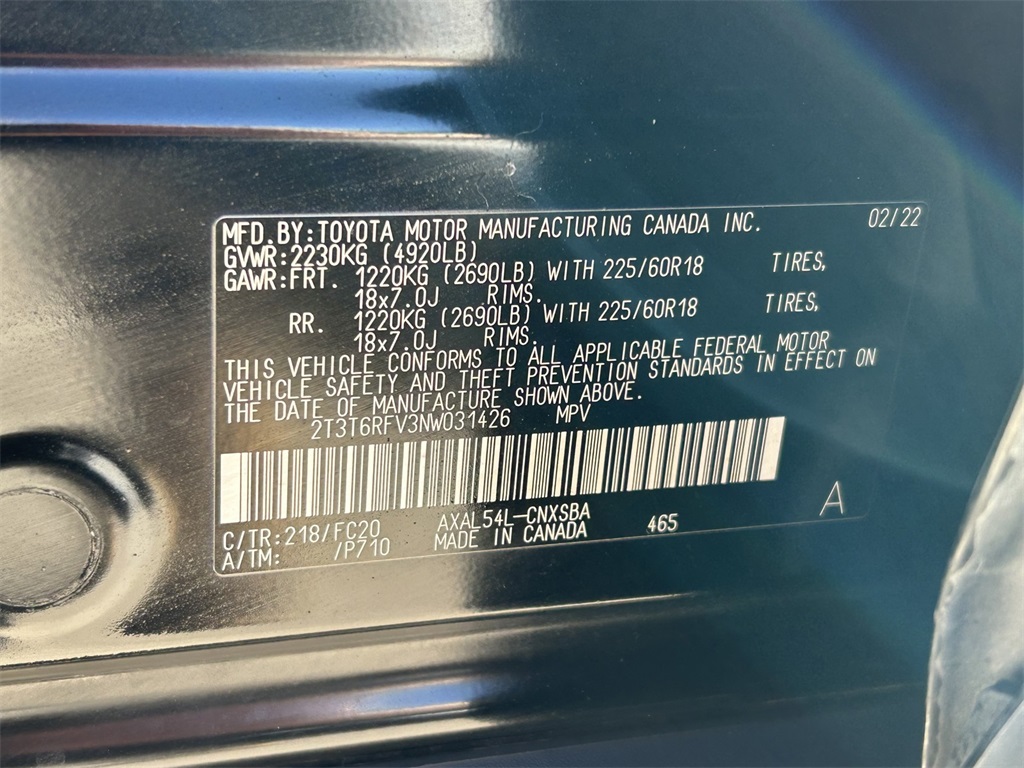 MFD.BY:TOYOTA MOTOR MANUFACTURING CANADA INC. 02/22
GVWR:2230KG (4920LB)
GAWR:FRT. 1220KG (2690LB) WITH 225/60R18 TIRES,
18x7.0J RIMS.
RR. 1220KG (2690LB) WITH 225/60R18 TIRES,
18x7.0J RIMS.
THIS VEHICLE CONFORMS TO ALL APPLICABLE FEDERAL MOTOR
VEHICLE SAFETY AND THEFT PREVENTION STANDARDS IN EFFECT ON
THE DATE OF MANUFACTURE SHOWN ABOVE.
2T3T6RFV3NW031426 MPV
C/TR:218/FC20 AXAL54L-CNXSBA 465 A
A/TM: /P710 MADE IN CANADA